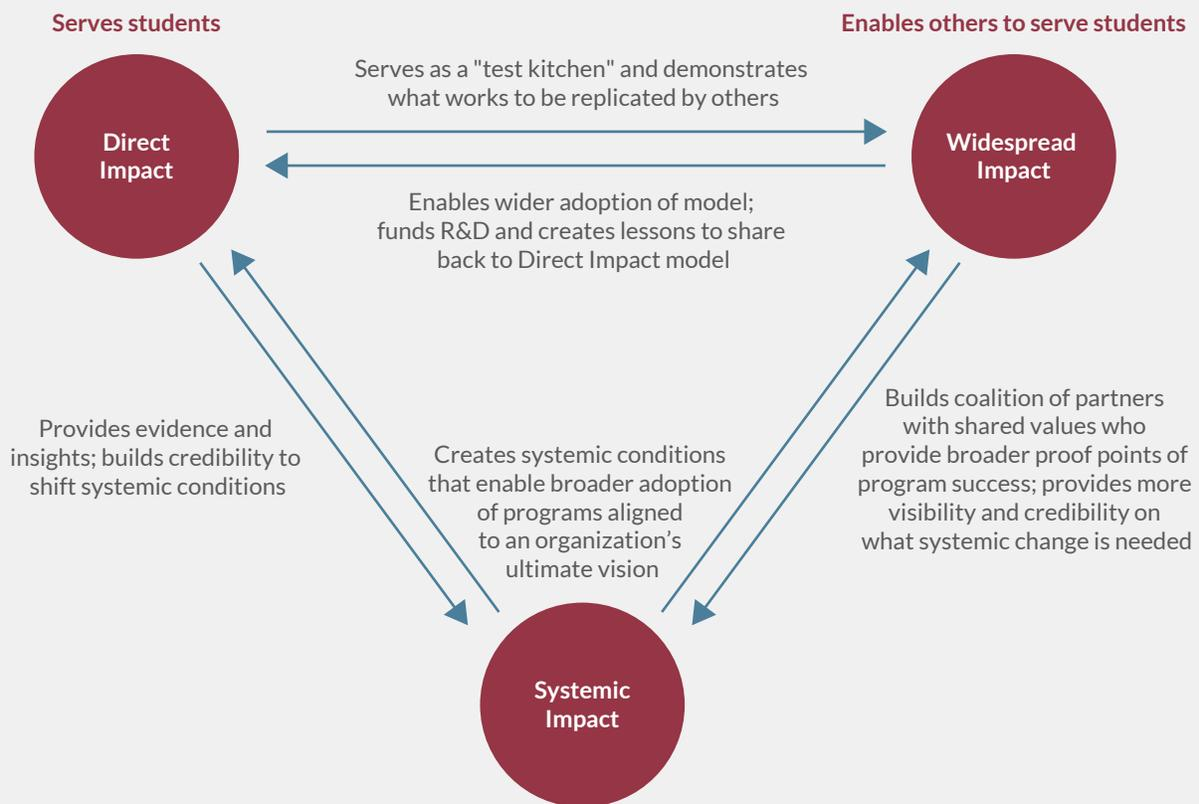 Serves students
Enables others to serve students
Direct
Impact
Serves as a "test kitchen" and demonstrates
what works to be replicated by others
Widespread
Impact
Enables wider adoption of model;
funds R&D and creates lessons to share
back to Direct Impact model
Provides evidence and
insights; builds credibility to
shift systemic conditions
Creates systemic conditions
that enable broader adoption
of programs aligned
to an organization’s
ultimate vision
Builds coalition of partners
with shared values who
provide broader proof points of
program success; provides more
visibility and credibility on
what systemic change is needed
Systemic
Impact